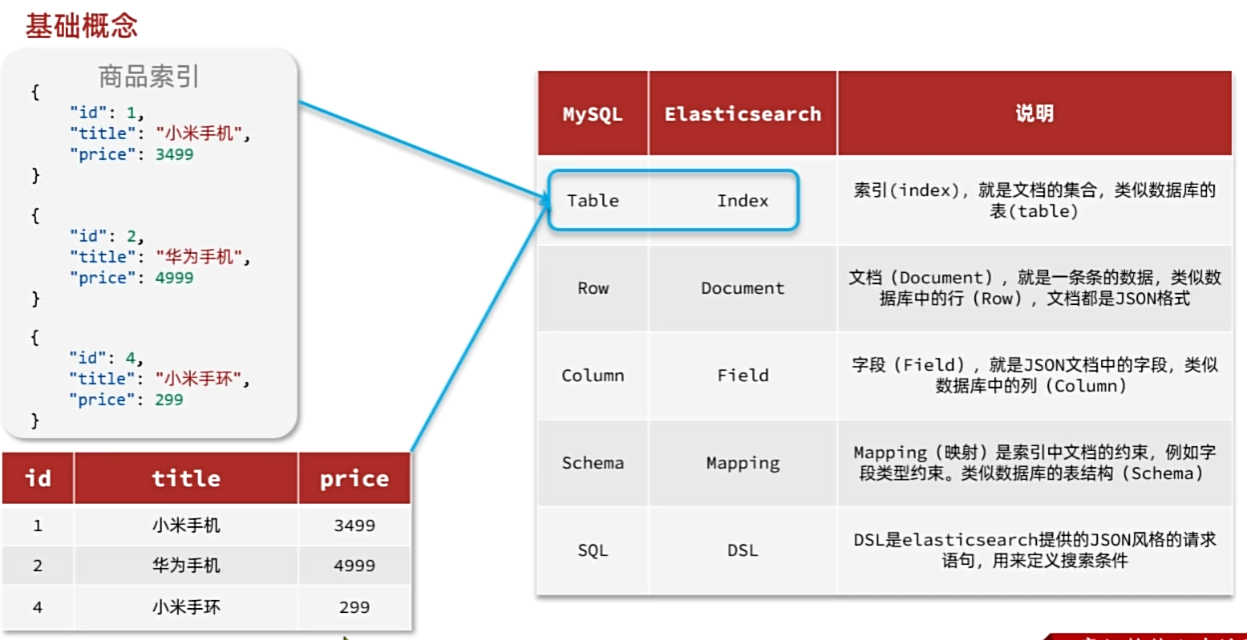 基础概念
商品索引
{
"id": 1,
"title": "小米手机",
"price": 3499
}
{
"id": 2,
"title": "华为手机",
"price": 4999
}
{
"id": 4,
"title": "小米手环",
"price": 299
}
id title price
1 小米手机 3499
2 华为手机 4999
4 小米手环 299
MySQL Elasticsearch 说明
Table Index 索引(index)，就是文档的集合，类似数据库的
表(table)
Row Document 文档（Document），就是一条条的数据，类似数
据库中的行（Row），文档都是JSON格式
Column Field 字段（Field），就是JSON文档中的字段，类似
数据库中的列（Column）
Schema Mapping Mapping（映射）是索引中文档的约束，例如字
段类型约束。类似数据库的表结构（Schema）
SQL DSL DSL是elasticsearch提供的JSON风格的请求
语句，用来定义搜索条件